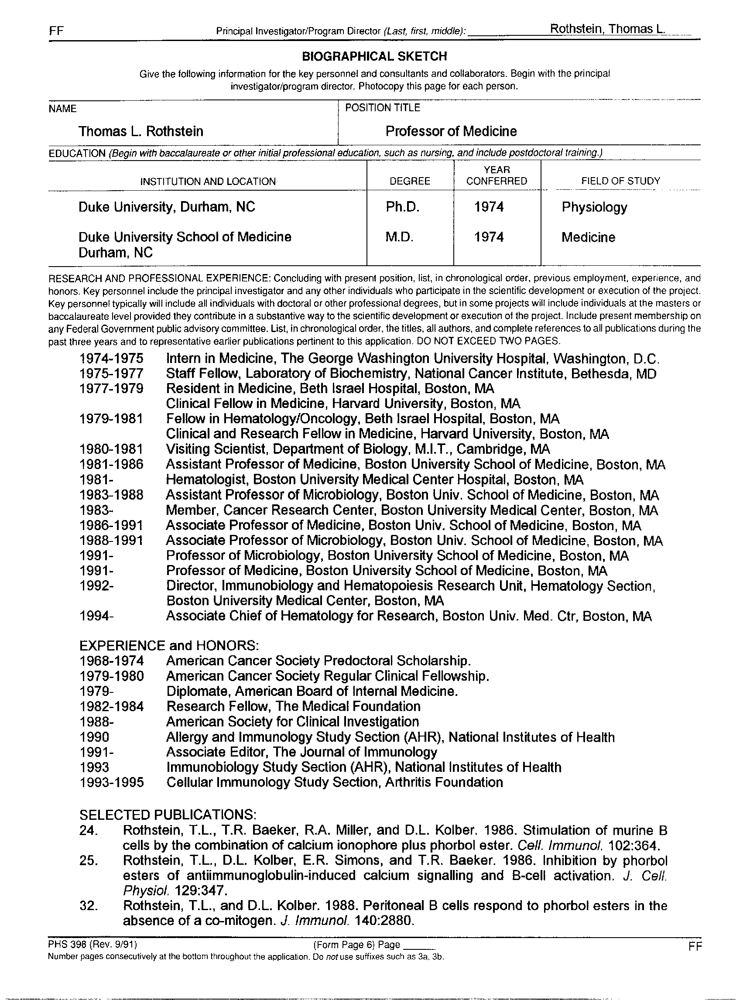 FF Principal Investigator/Program Director (Last, first, middle): Rothstein, Thomas L.
BIOGRAPHICAL SKETCH
Give the following information for the key personnel and consultants and collaborators. Begin with the principal
investigator/program director. Photocopy this page for each person.
NAME POSITION TITLE
Thomas L. Rothstein Professor of Medicine
EDUCATION (Begin with baccalaureate or other initial professional education, such as nursing, and include postdoctoral training.)
INSTITUTION AND LOCATION DEGREE YEAR CONFERRED FIELD OF STUDY
Duke University, Durham, NC Ph.D. 1974 Physiology
Duke University School of Medicine M.D. 1974 Medicine
Durham, NC
RESEARCH AND PROFESSIONAL EXPERIENCE: Concluding with present position, list, in chronological order, previous employment, experience, and
honors. Key personnel include the principal investigator and any other individuals who participate in the scientific development or execution of the project.
Key personnel typically will include all individuals with doctoral or other professional degrees, but in some projects will include individuals at the masters or
baccalaureate level provided they contribute in a substantive way to the scientific development or execution of the project. Include present membership on
any Federal Government public advisory committee. List, in chronological order, the titles, all authors, and complete references to all publications during the
past three years and to representative earlier publications pertinent to this application. DO NOT EXCEED TWO PAGES.
1974-1975 Intern in Medicine, The George Washington University Hospital, Washington, D.C.
1975-1977 Staff Fellow, Laboratory of Biochemistry, National Cancer Institute, Bethesda, MD
1977-1979 Resident in Medicine, Beth Israel Hospital, Boston, MA
Clinical Fellow in Medicine, Harvard University, Boston, MA
1979-1981 Fellow in Hematology/Oncology, Beth Israel Hospital, Boston, MA
Clinical and Research Fellow in Medicine, Harvard University, Boston, MA
1980-1981 Visiting Scientist, Department of Biology, M.I.T., Cambridge, MA
1981-1986 Assistant Professor of Medicine, Boston University School of Medicine, Boston, MA
1981- Hematologist, Boston University Medical Center Hospital, Boston, MA
1983-1988 Assistant Professor of Microbiology, Boston Univ. School of Medicine, Boston, MA
1983- Member, Cancer Research Center, Boston University Medical Center, Boston, MA
1986-1991 Associate Professor of Medicine, Boston Univ. School of Medicine, Boston, MA
1988-1991 Associate Professor of Microbiology, Boston Univ. School of Medicine, Boston, MA
1991- Professor of Microbiology, Boston University School of Medicine, Boston, MA
1991- Professor of Medicine, Boston University School of Medicine, Boston, MA
1992- Director, Immunobiology and Hematopoiesis Research Unit, Hematology Section,
Boston University Medical Center, Boston, MA
1994- Associate Chief of Hematology for Research, Boston Univ. Med. Ctr, Boston, MA
EXPERIENCE and HONORS:
1968-1974 American Cancer Society Predoctoral Scholarship.
1979-1980 American Cancer Society Regular Clinical Fellowship.
1979- Diplomate, American Board of Internal Medicine.
1982-1984 Research Fellow, The Medical Foundation
1988- American Society for Clinical Investigation
1990 Allergy and Immunology Study Section (AHR), National Institutes of Health
1991- Associate Editor, The Journal of Immunology
1993 Immunobiology Study Section (AHR), National Institutes of Health
1993-1995 Cellular Immunology Study Section, Arthritis Foundation
SELECTED PUBLICATIONS:
24. Rothstein, T.L., T.R. Baeker, R.A. Miller, and D.L. Kolber. 1986. Stimulation of murine B
cells by the combination of calcium ionophore plus phorbol ester. Cell. Immunol. 102:364.
25. Rothstein, T.L., D.L. Kolber, E.R. Simons, and T.R. Baeker. 1986. Inhibition by phorbol
esters of antiimmunoglobulin-induced calcium signalling and B-cell activation. J. Cell.
Physiol. 129:347.
32. Rothstein, T.L., and D.L. Kolber. 1988. Peritoneal B cells respond to phorbol esters in the
absence of a co-mitogen. J. Immunol. 140:2880.
PHS 398 (Rev. 9/91) (Form Page 6) Page ______ FF
Number pages consecutively at the bottom throughout the application. Do not use suffixes such as 3a, 3b.